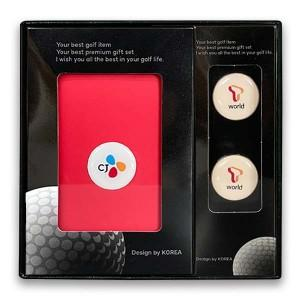 Your best golf item
Your best premium gift set
I wish you all the best in your golf life.
CJ
Design by KOREA
Your best golf item
Your best premium gift set
I wish you all the best in your golf life.
T
world
T
world
Design by KOREA